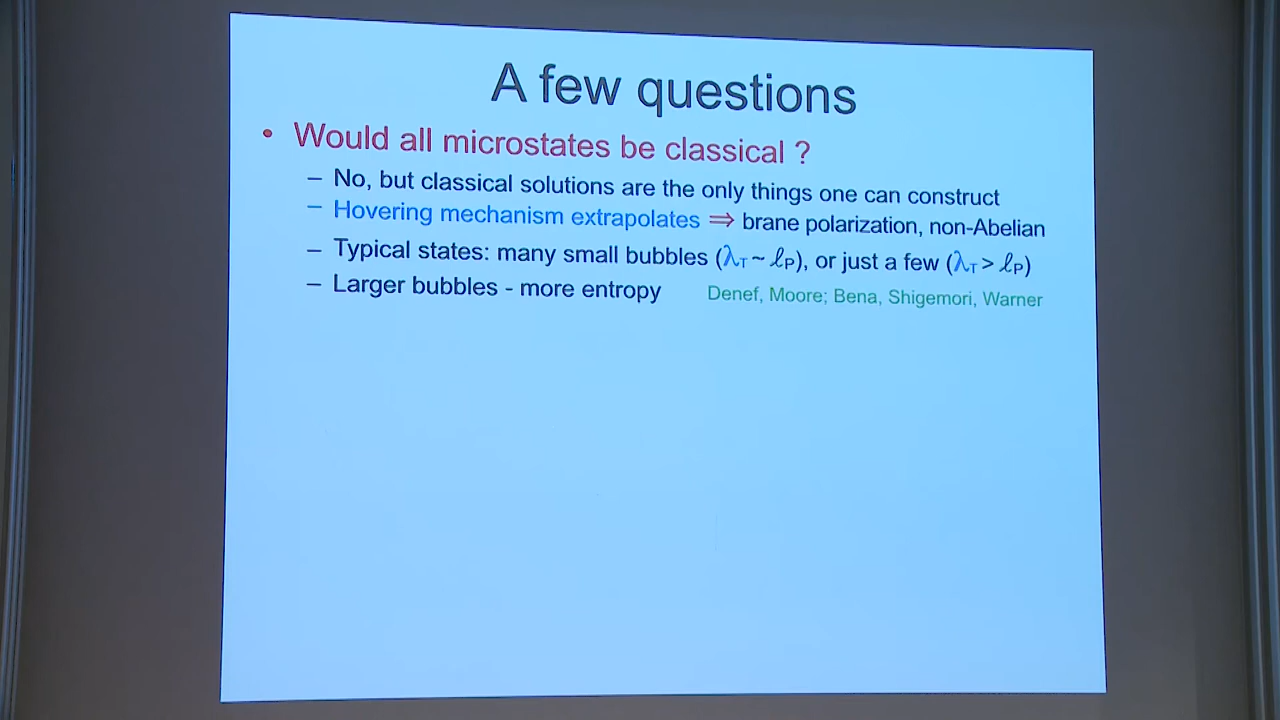 A few questions
• Would all microstates be classical ?
– No, but classical solutions are the only things one can construct
– Hovering mechanism extrapolates ⇒ brane polarization, non-Abelian
– Typical states: many small bubbles (λT ~ ℓP), or just a few (λT > ℓP)
– Larger bubbles - more entropy Denef, Moore; Bena, Shigemori, Warner